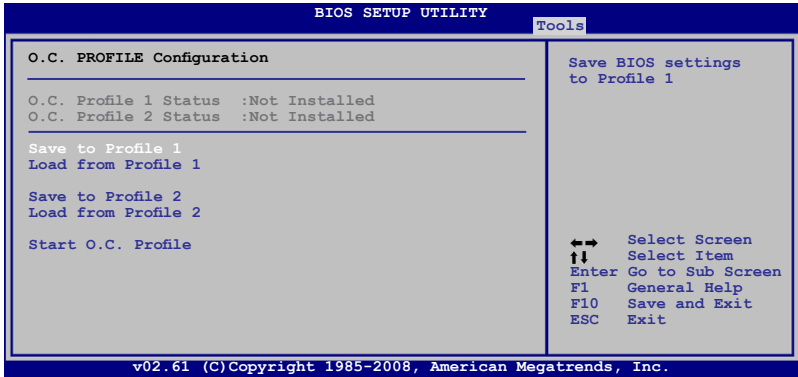 BIOS SETUP UTILITY
Tools
O.C. PROFILE Configuration
O.C. Profile 1 Status :Not Installed
O.C. Profile 2 Status :Not Installed
Save to Profile 1
Load from Profile 1
Save to Profile 2
Load from Profile 2
Start O.C. Profile
Save BIOS settings
to Profile 1
←→ Select Screen
↑↓ Select Item
Enter Go to Sub Screen
F1 General Help
F10 Save and Exit
ESC Exit
v02.61 (C)Copyright 1985-2008, American Megatrends, Inc.